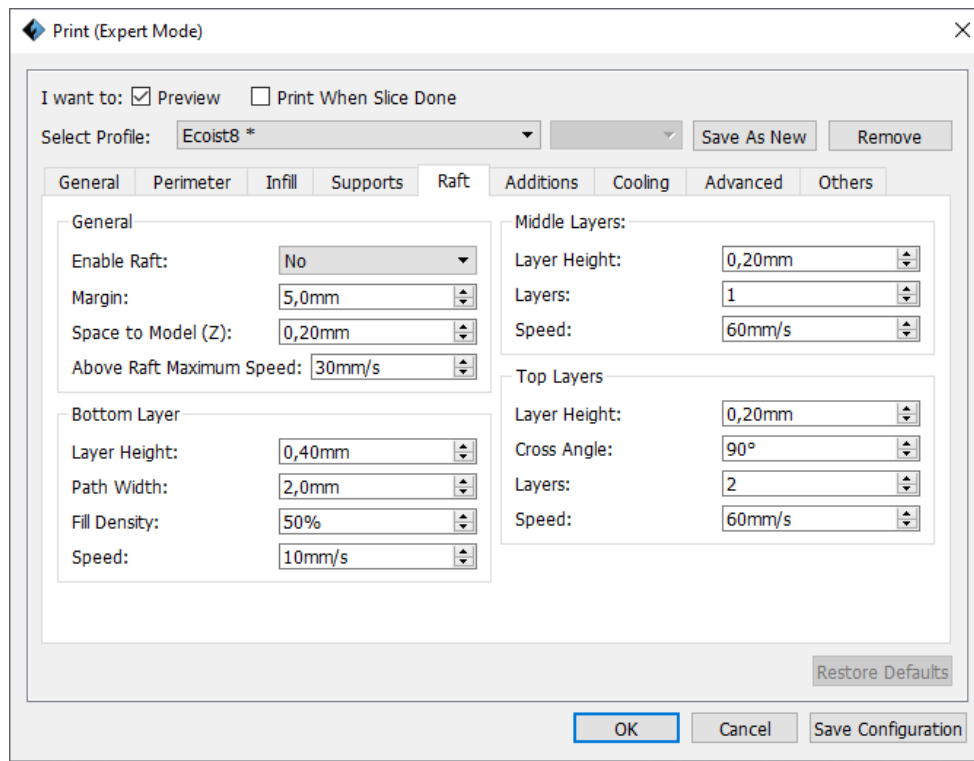 Print (Expert Mode)
I want to: Preview Print When Slice Done
Select Profile: Ecoist8 * Save As New Remove
General Perimeter Infill Supports Raft Additions Cooling Advanced Others
General
Enable Raft: No
Margin: 5,0mm
Space to Model (Z): 0,20mm
Above Raft Maximum Speed: 30mm/s
Bottom Layer
Layer Height: 0,40mm
Path Width: 2,0mm
Fill Density: 50%
Speed: 10mm/s
Middle Layers:
Layer Height: 0,20mm
Layers: 1
Speed: 60mm/s
Top Layers
Layer Height: 0,20mm
Cross Angle: 90°
Layers: 2
Speed: 60mm/s
Restore Defaults
OK Cancel Save Configuration